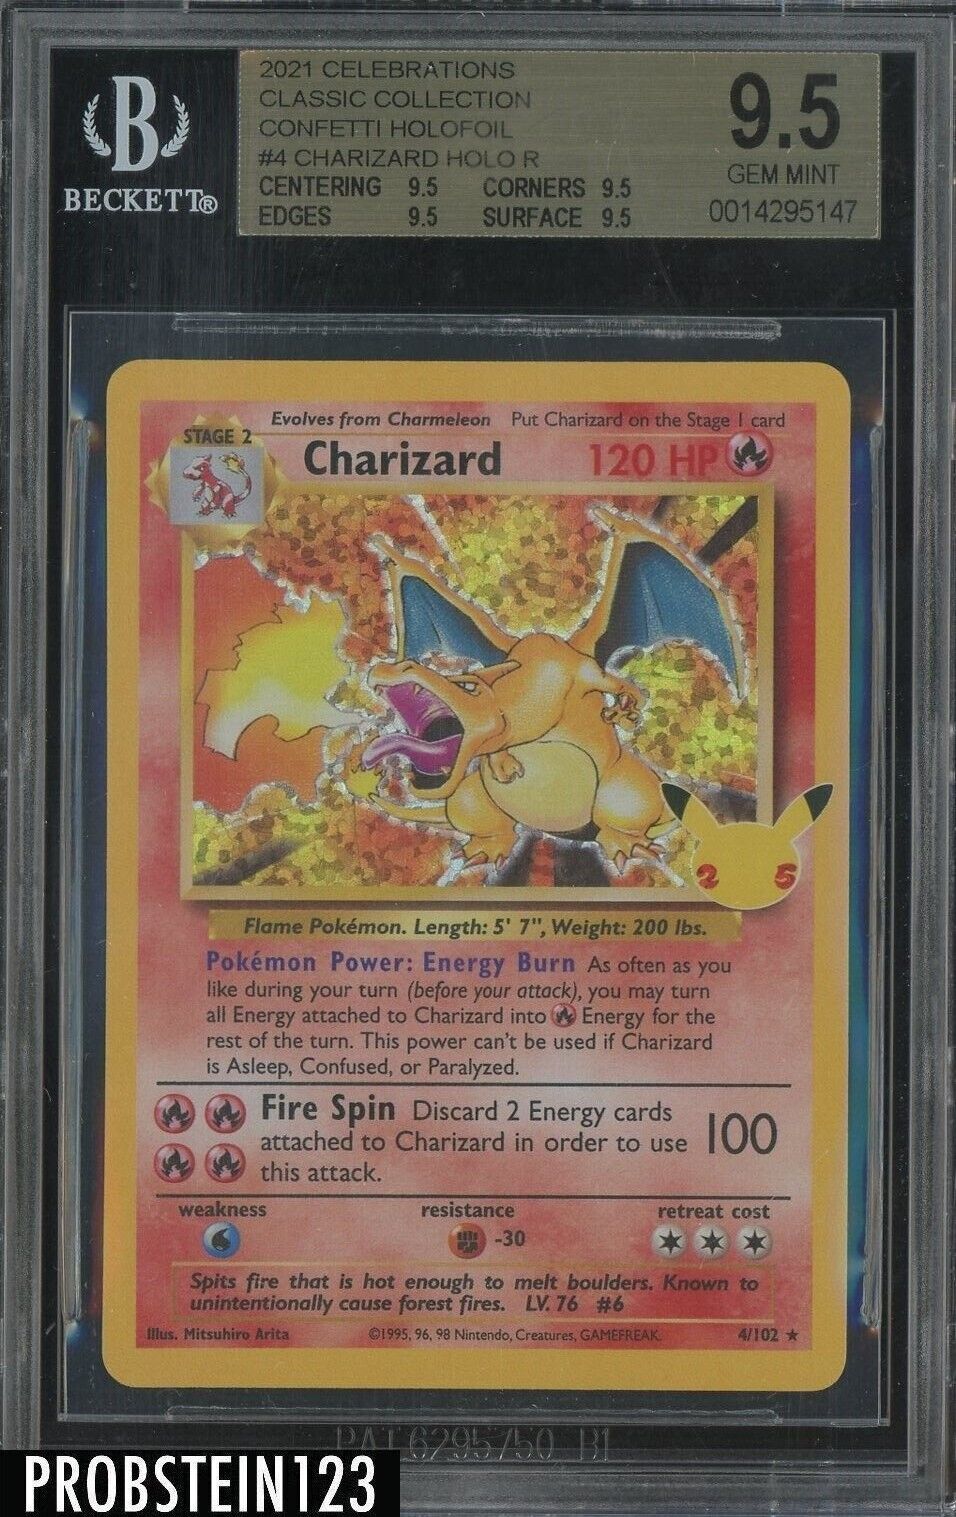 B
BECKETT®
2021 CELEBRATIONS
CLASSIC COLLECTION
CONFETTI HOLOFOIL
#4 CHARIZARD HOLO R
CENTERING 9.5 CORNERS 9.5
EDGES 9.5 SURFACE 9.5
9.5
GEM MINT
0014295147
Evolves from Charmeleon Put Charizard on the Stage 1 card
STAGE 2
Charizard 120 HP
2 5
Flame Pokémon. Length: 5' 7", Weight: 200 lbs.
Pokémon Power: Energy Burn As often as you
like during your turn (before your attack), you may turn
all Energy attached to Charizard into Energy for the
rest of the turn. This power can't be used if Charizard
is Asleep, Confused, or Paralyzed.
Fire Spin Discard 2 Energy cards
attached to Charizard in order to use 100
this attack.
weakness resistance retreat cost
-30
Spits fire that is hot enough to melt boulders. Known to
unintentionally cause forest fires. LV. 76 #6
Illus. Mitsuhiro Arita ©1995, 96, 98 Nintendo, Creatures, GAMEFREAK. 4/102 ★
PAT 6295750 B1
PROBSTEIN123